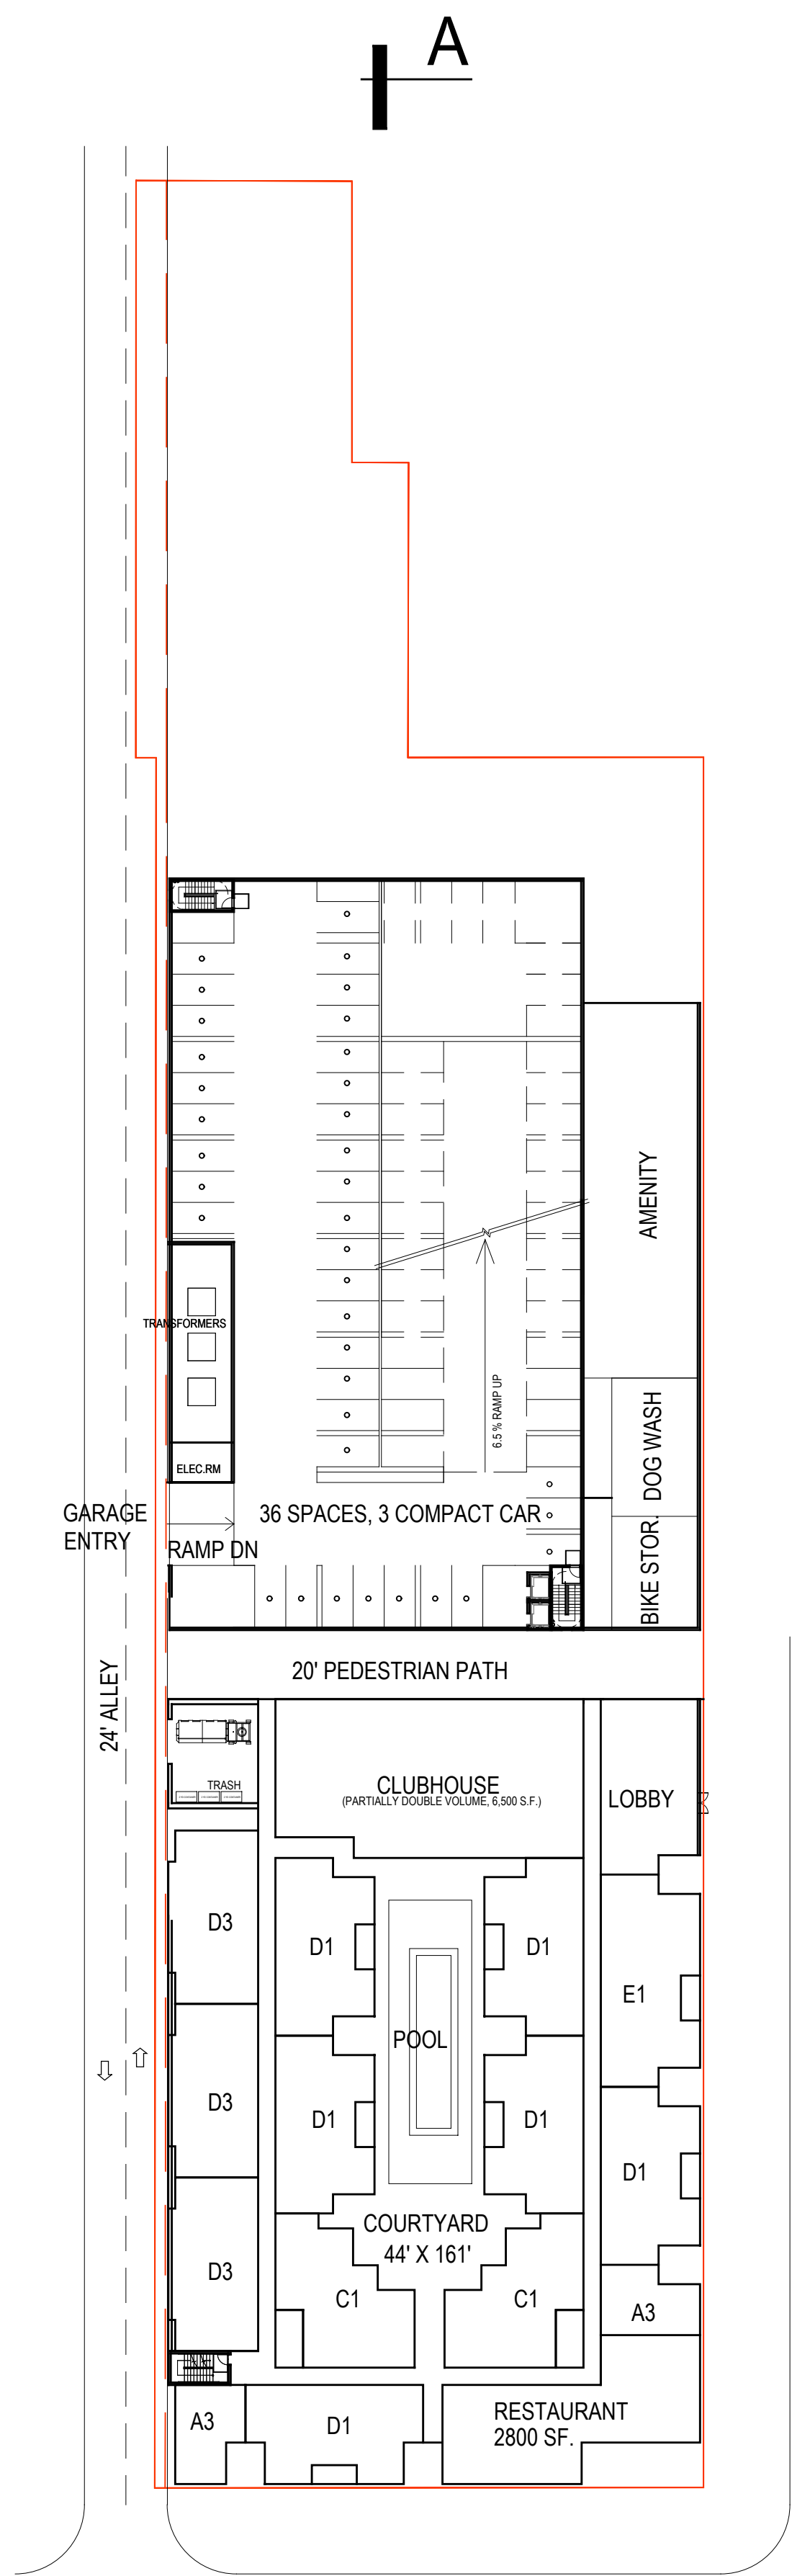 A
AMENITY
TRANSFORMERS
6.5 % RAMP UP
DOG WASH
ELEC.RM
GARAGE
ENTRY
36 SPACES, 3 COMPACT CAR
RAMP DN
BIKE STOR.
20' PEDESTRIAN PATH
24' ALLEY
TRASH
CLUBHOUSE
(PARTIALLY DOUBLE VOLUME, 6,500 S.F.)
LOBBY
D3
D1
D1
E1
POOL
D3
D1
D1
D1
COURTYARD
44' X 161'
D3
C1
C1
A3
A3
D1
RESTAURANT
2800 SF.